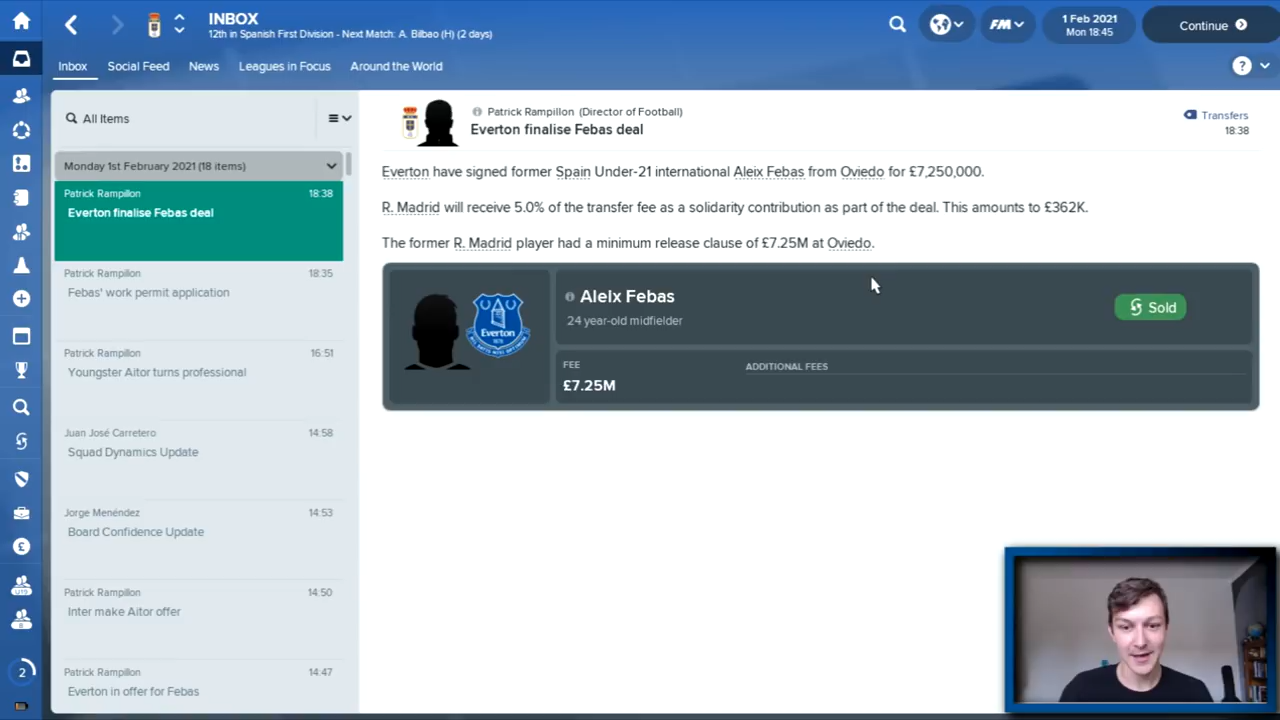 INBOX
12th in Spanish First Division - Next Match: A. Bilbao (H) (2 days)
FM
1 Feb 2021
Mon 18:45
Continue
Inbox
Social Feed
News
Leagues in Focus
Around the World
?
All Items
Monday 1st February 2021 (18 items)
Patrick Rampillon 18:38
Everton finalise Febas deal
Patrick Rampillon 18:35
Febas' work permit application
Patrick Rampillon 16:51
Youngster Aitor turns professional
Juan José Carretero 14:58
Squad Dynamics Update
Jorge Menéndez 14:53
Board Confidence Update
Patrick Rampillon 14:50
Inter make Aitor offer
Patrick Rampillon 14:47
Everton in offer for Febas
Patrick Rampillon (Director of Football)
Everton finalise Febas deal
Transfers
18:38
Everton have signed former Spain Under-21 international Aleix Febas from Oviedo for £7,250,000.
R. Madrid will receive 5.0% of the transfer fee as a solidarity contribution as part of the deal. This amounts to £362K.
The former R. Madrid player had a minimum release clause of £7.25M at Oviedo.
Everton
1878
Aleix Febas
24 year-old midfielder
Sold
FEE
£7.25M
ADDITIONAL FEES
£
U19
B
2